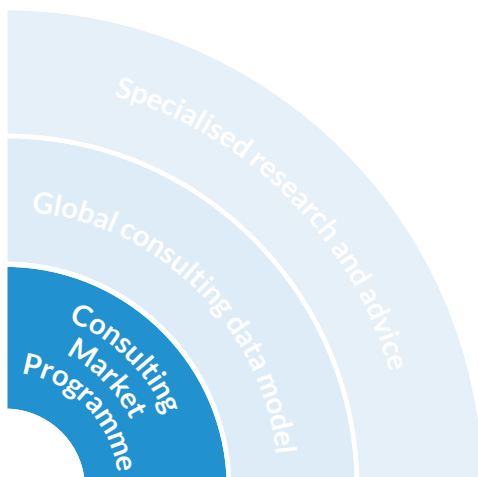 Specialised research and advice
Global consulting data model
Consulting
Market
Programme